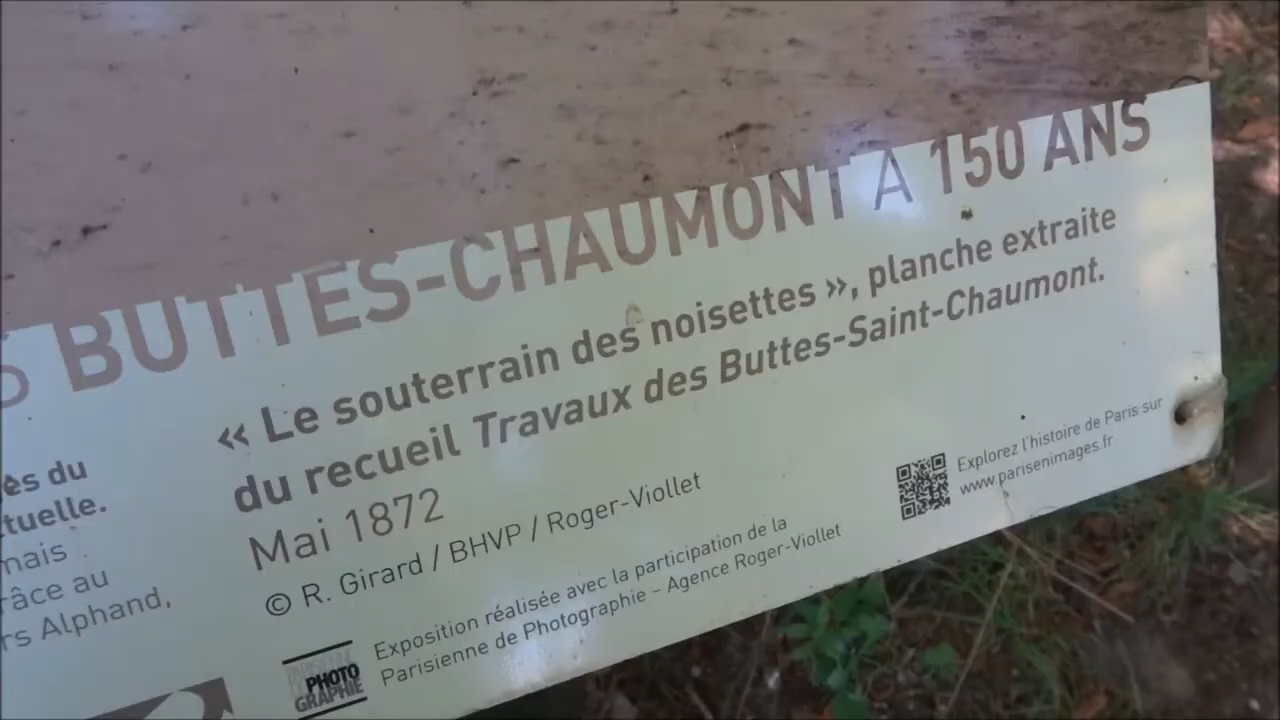 BUTTES-CHAUMONT A 150 ANS
« Le souterrain des noisettes », planche extraite
du recueil Travaux des Buttes-Saint-Chaumont.
Mai 1872
© R. Girard / BHVP / Roger-Viollet
Exposition réalisée avec la participation de la
Parisienne de Photographie – Agence Roger-Viollet
PARISIENNE
PHOTO
GRAPHIE
Explorez l'histoire de Paris sur
www.parisenimages.fr
ès du
tuelle.
mais
râce au
rs Alphand,